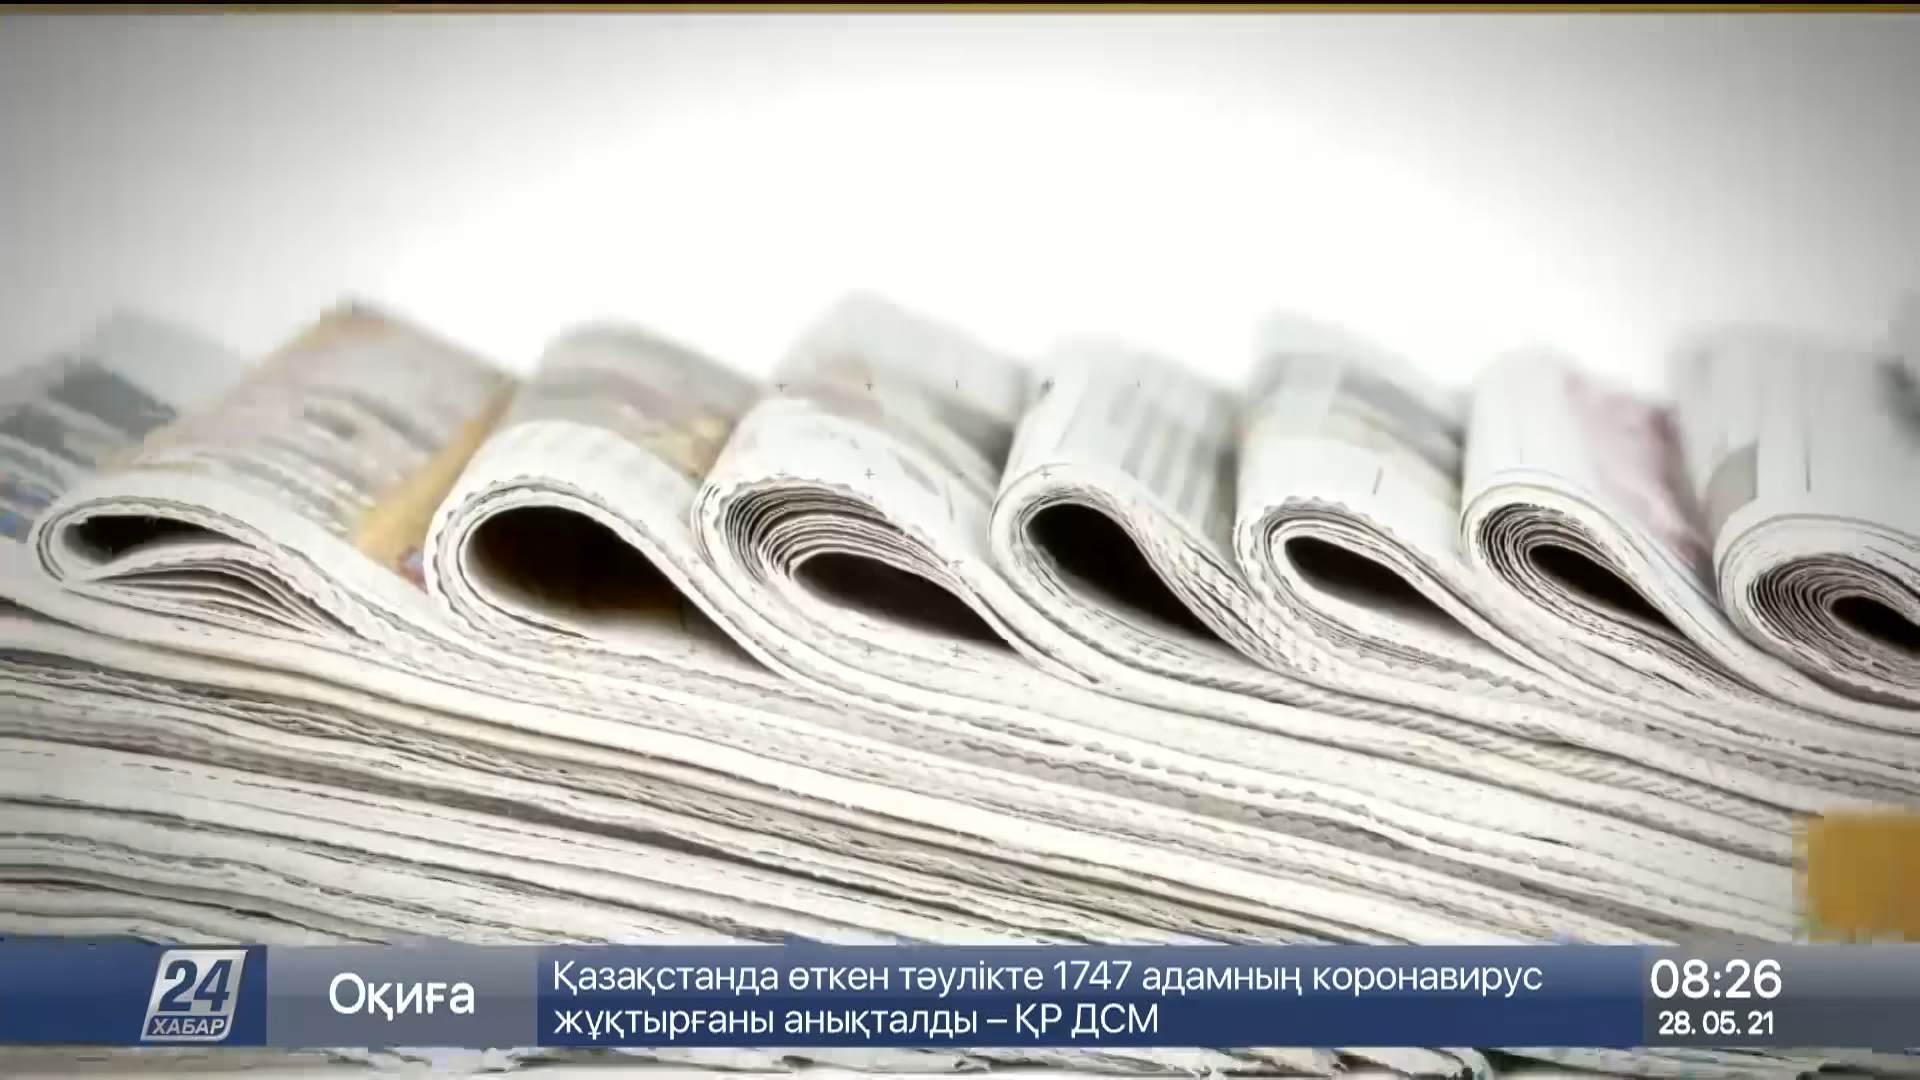 24
ХАБАР
Оқиға
Қазақстанда өткен тәулікте 1747 адамның коронавирус
жұқтырғаны анықталды – ҚР ДСМ
08:26
28. 05. 21